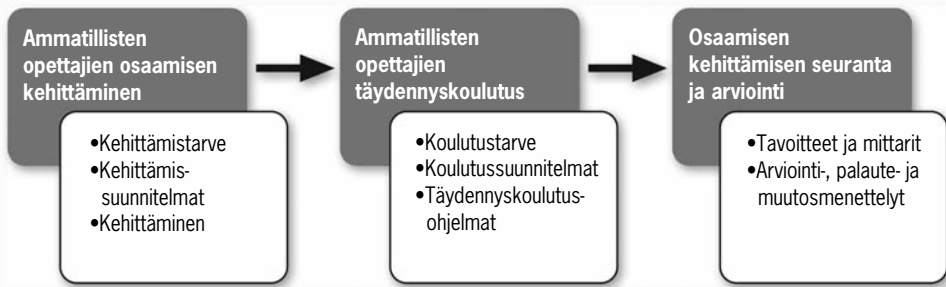 Ammatillisten
opettajien osaamisen
kehittäminen
•Kehittämistarve
•Kehittämis-
suunnitelmat
•Kehittäminen
Ammatillisten
opettajien
täydennyskoulutus
•Koulutustarve
•Koulutussuunnitelmat
•Täydennyskoulutus-
ohjelmat
Osaamisen
kehittämisen seuranta
ja arviointi
•Tavoitteet ja mittarit
•Arviointi-, palaute- ja
muutosmenettelyt